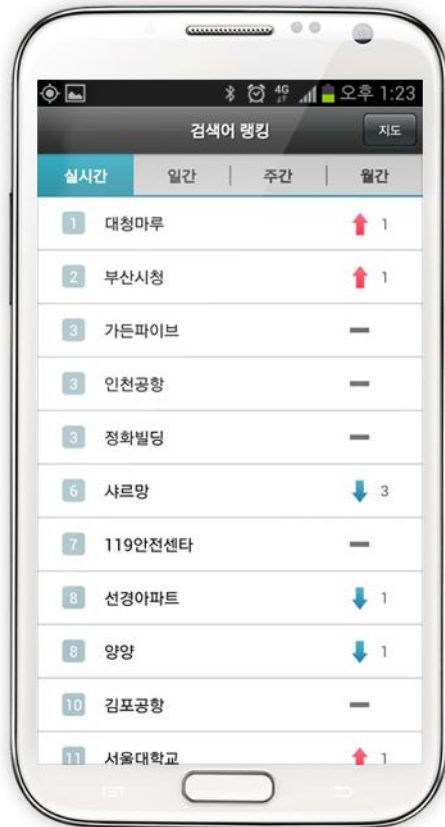 4G 오후 1:23
검색어 랭킹 지도
실시간 일간 주간 월간
1 대청마루 1
2 부산시청 1
3 가든파이브
3 인천공항
3 정화빌딩
6 샤르망 3
7 119안전센타
8 선경아파트 1
8 양양 1
10 김포공항
11 서울대학교 1